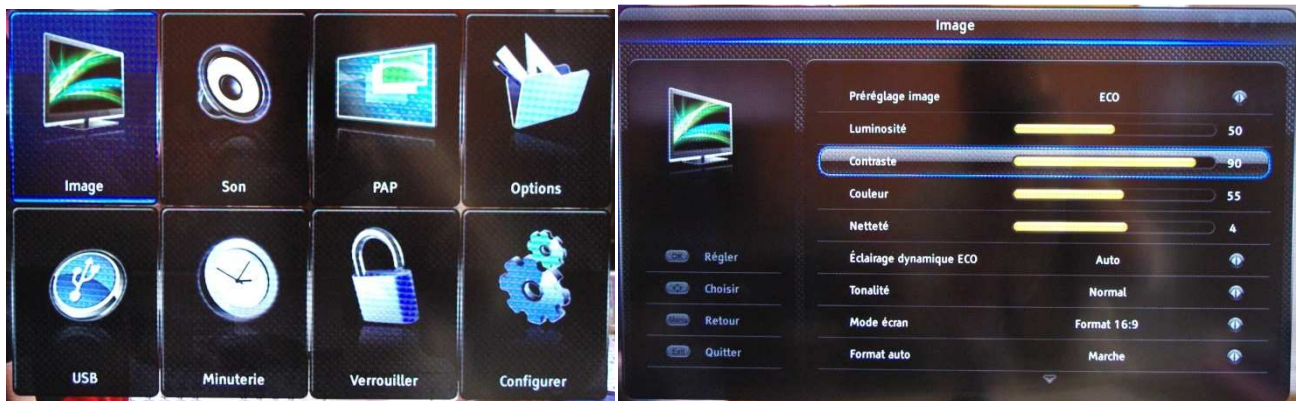 Image
Son
PAP
Options
USB
Minuterie
Verrouiller
Configurer
Image
Préréglage image ECO
Luminosité 50
Contraste 90
Couleur 55
Netteté 4
Éclairage dynamique ECO Auto
Tonalité Normal
Mode écran Format 16:9
Format auto Marche
OK Régler
Choisir
Menu Retour
Exit Quitter